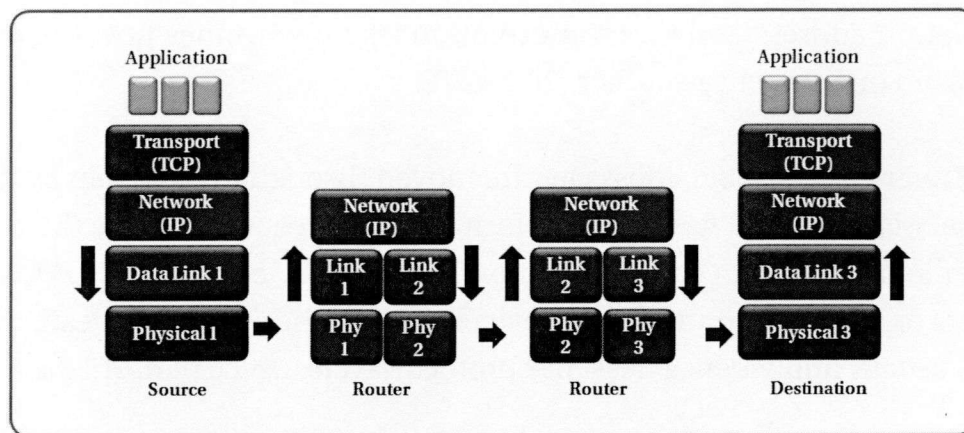 Application
Transport
(TCP)
Network
(IP)
Data Link 1
Physical 1
Source
Network
(IP)
Link
1
Link
2
Phy
1
Phy
2
Router
Network
(IP)
Link
2
Link
3
Phy
2
Phy
3
Router
Application
Transport
(TCP)
Network
(IP)
Data Link 3
Physical 3
Destination